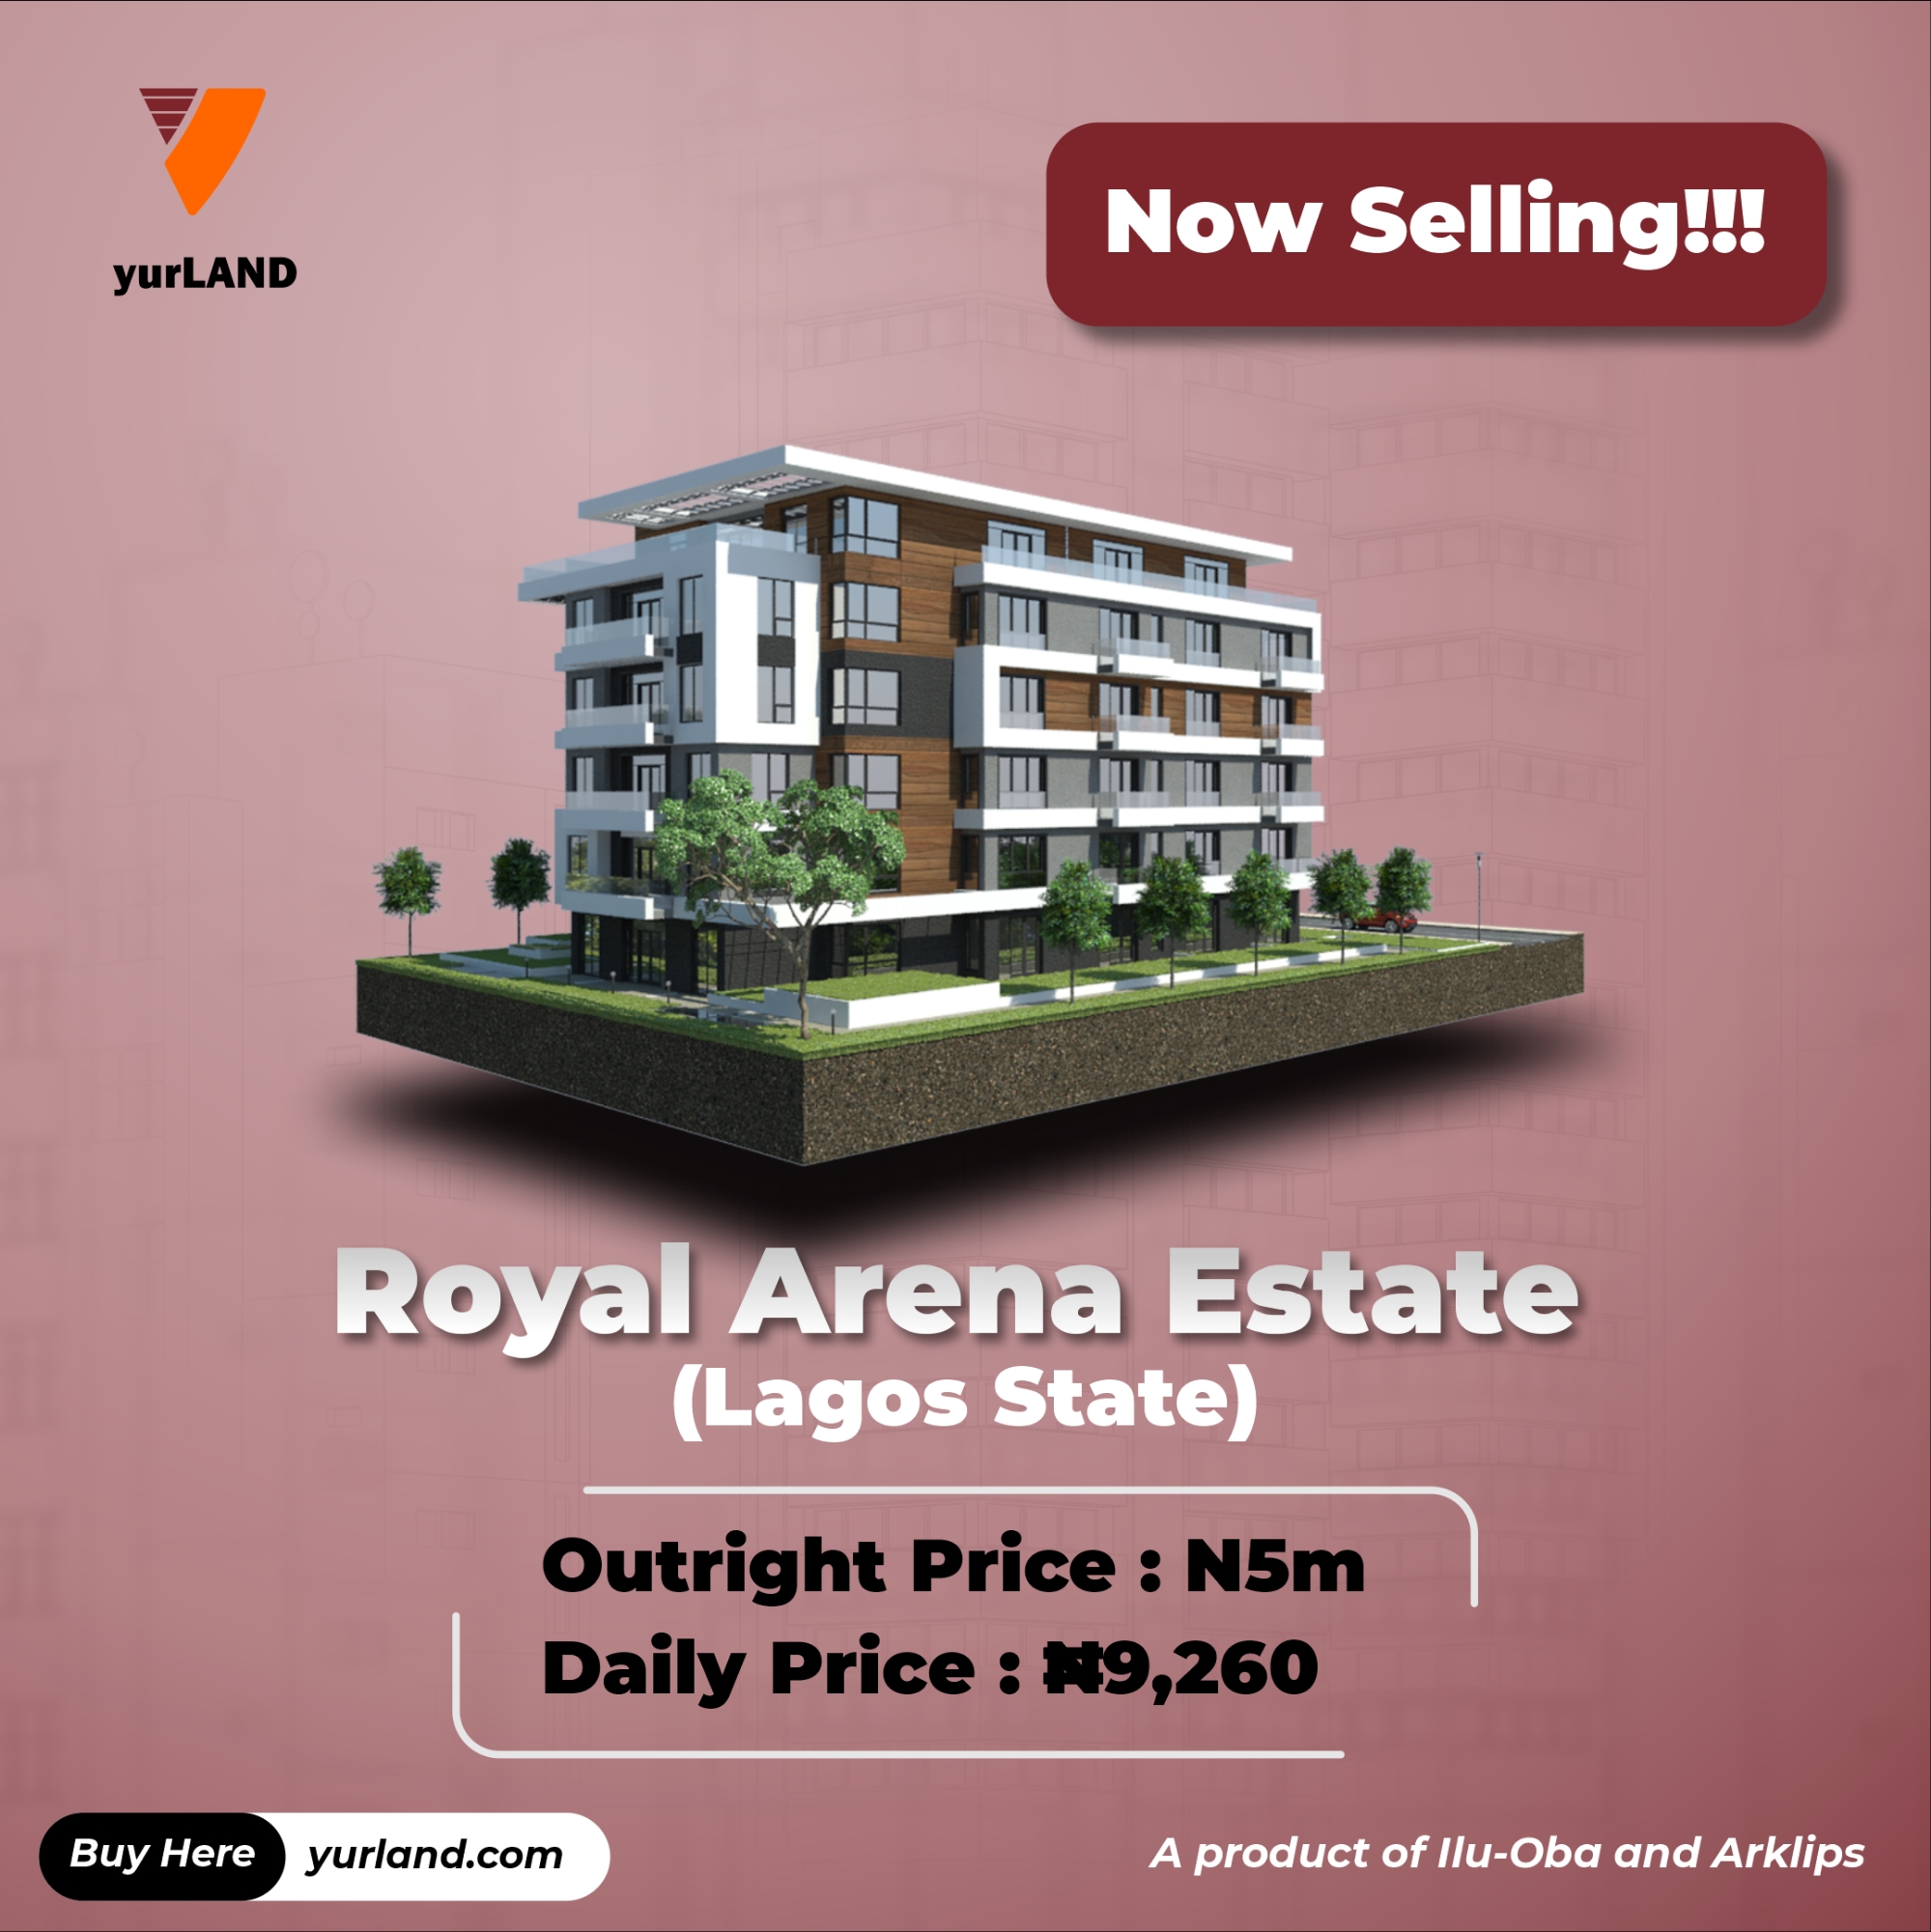 yurLAND
Now Selling!!!
Royal Arena Estate
(Lagos State)
Outright Price : N5m
Daily Price : ₦9,260
Buy Here yurland.com
A product of Ilu-Oba and Arklips